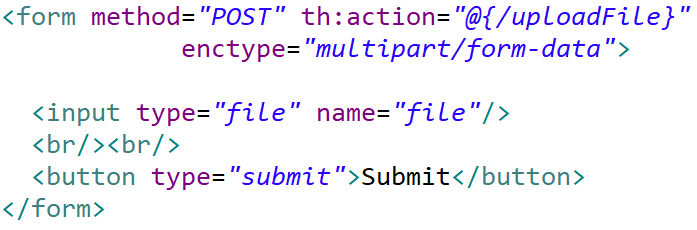 <form method="POST" th:action="@{/uploadFile}"
            enctype="multipart/form-data">

  <input type="file" name="file"/>
  <br/><br/>
  <button type="submit">Submit</button>
</form>